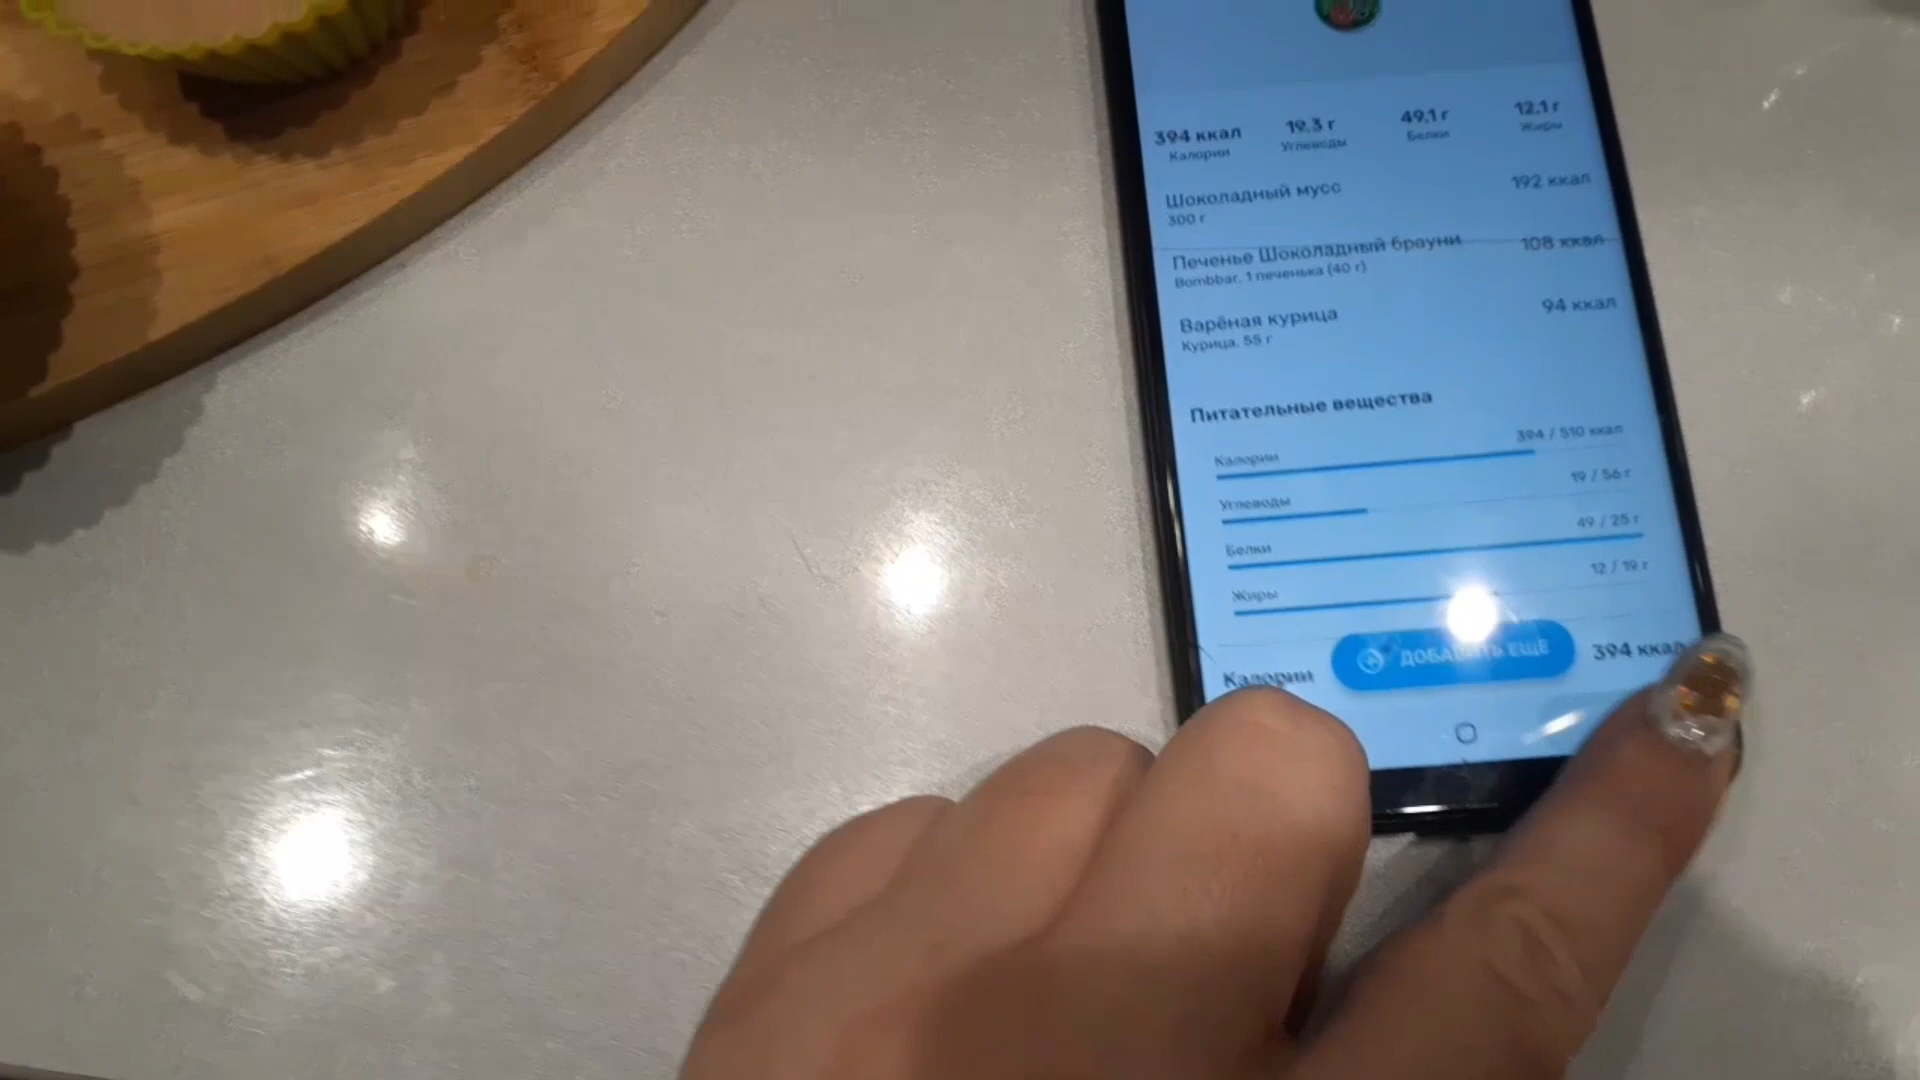 394 ккал 19.3 г 49.1 г 12.1 г
Калории Углеводы Белки Жиры
Шоколадный мусс 192 ккал
300 г
Печенье Шоколадный брауни 108 ккал
Bombbar, 1 печенька (40 г)
Варёная курица 94 ккал
Курица, 55 г
Питательные вещества
Калории 394 / 510 ккал
Углеводы 19 / 56 г
Белки 49 / 25 г
Жиры 12 / 19 г
Калории ДОБАВИТЬ ЕЩЁ 394 ккал